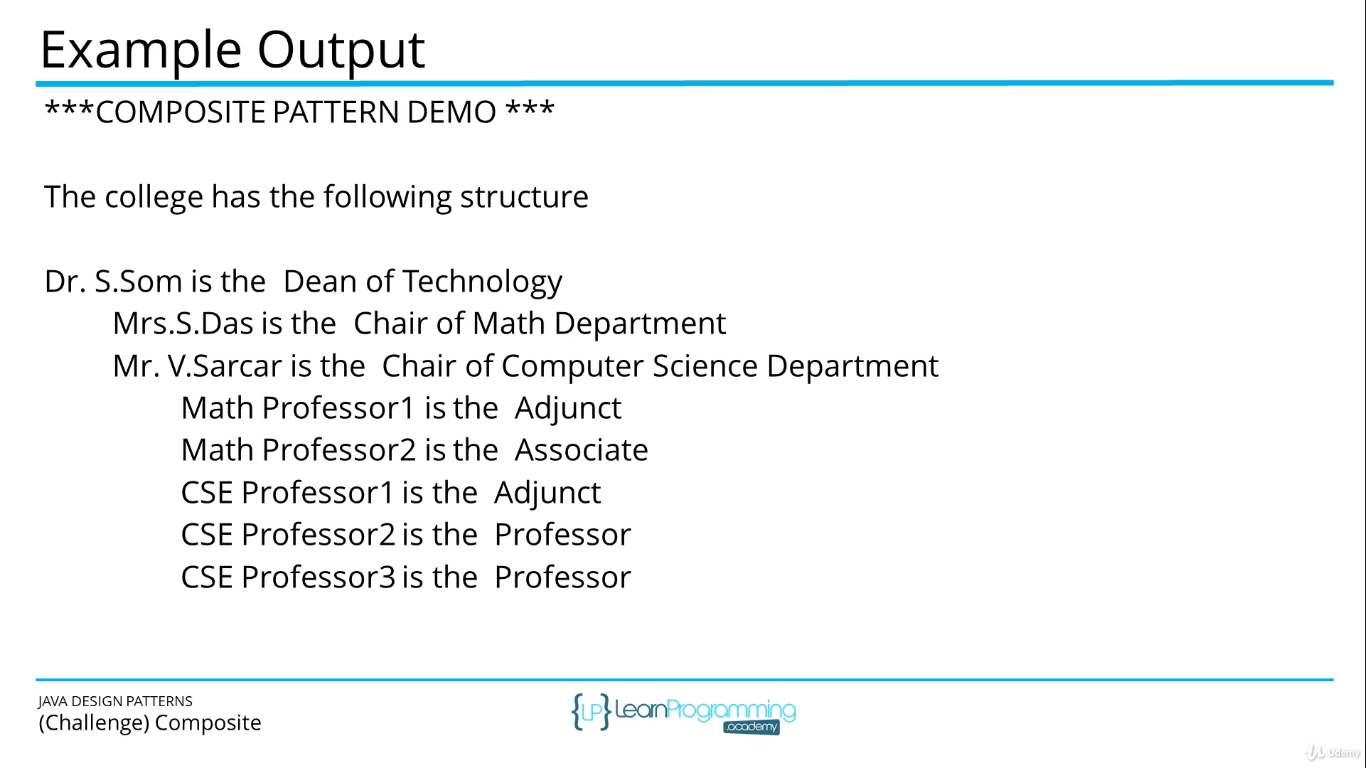 Example Output
***COMPOSITE PATTERN DEMO ***
The college has the following structure
Dr. S.Som is the  Dean of Technology
Mrs.S.Das is the  Chair of Math Department
Mr. V.Sarcar is the  Chair of Computer Science Department
Math Professor1 is the  Adjunct
Math Professor2 is the  Associate
CSE Professor1 is the  Adjunct
CSE Professor2 is the  Professor
CSE Professor3 is the  Professor
JAVA DESIGN PATTERNS
(Challenge) Composite
{LP} LearnProgramming
.academy
Udemy